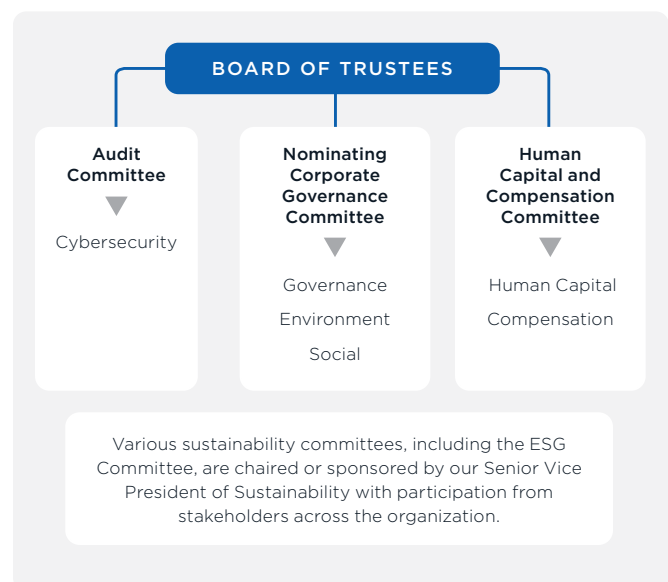 BOARD OF TRUSTEES
Audit
Committee
Cybersecurity
Nominating
Corporate
Governance
Committee
Governance
Environment
Social
Human
Capital and
Compensation
Committee
Human Capital
Compensation
Various sustainability committees, including the ESG
Committee, are chaired or sponsored by our Senior Vice
President of Sustainability with participation from
stakeholders across the organization.